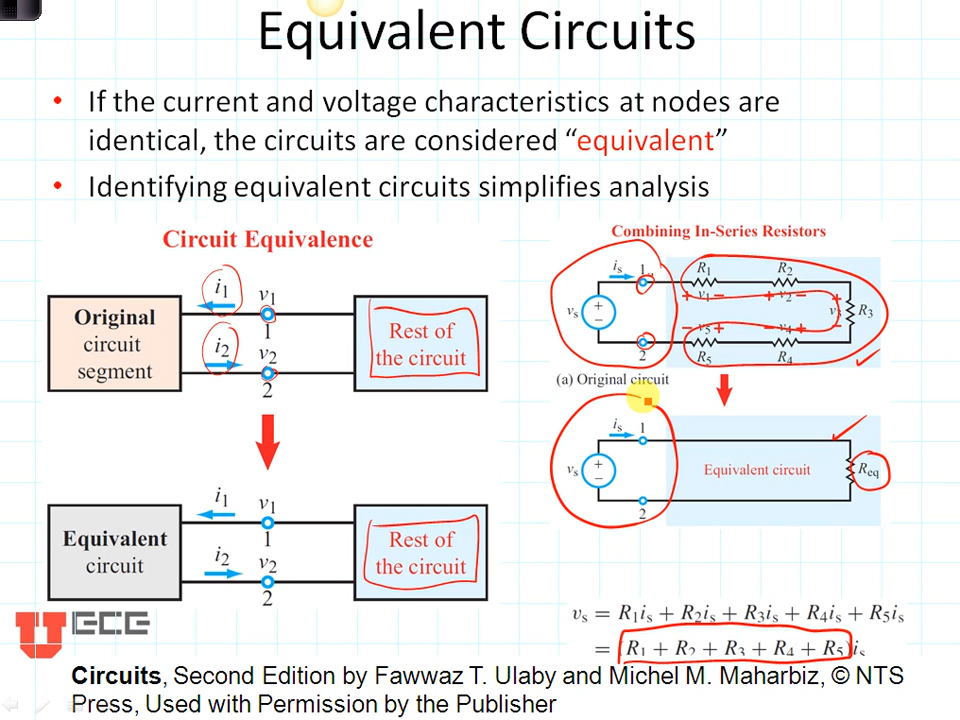 Equivalent Circuits
• If the current and voltage characteristics at nodes are
identical, the circuits are considered “equivalent”
• Identifying equivalent circuits simplifies analysis
Circuit Equivalence
Original
circuit
segment
i1
v1
1
i2
v2
2
Rest of
the circuit
Equivalent
circuit
i1
v1
1
i2
v2
2
Rest of
the circuit
Combining In-Series Resistors
is 1 R1 R2
+ v1 − + v2 − +
vs + − R3
− v5 + − v4 + −
2 R5 R4
(a) Original circuit
is 1
vs + − Equivalent circuit Req
2
vs = R1is + R2is + R3is + R4is + R5is
= (R1 + R2 + R3 + R4 + R5)is
UECE
Circuits, Second Edition by Fawwaz T. Ulaby and Michel M. Maharbiz, © NTS
Press, Used with Permission by the Publisher